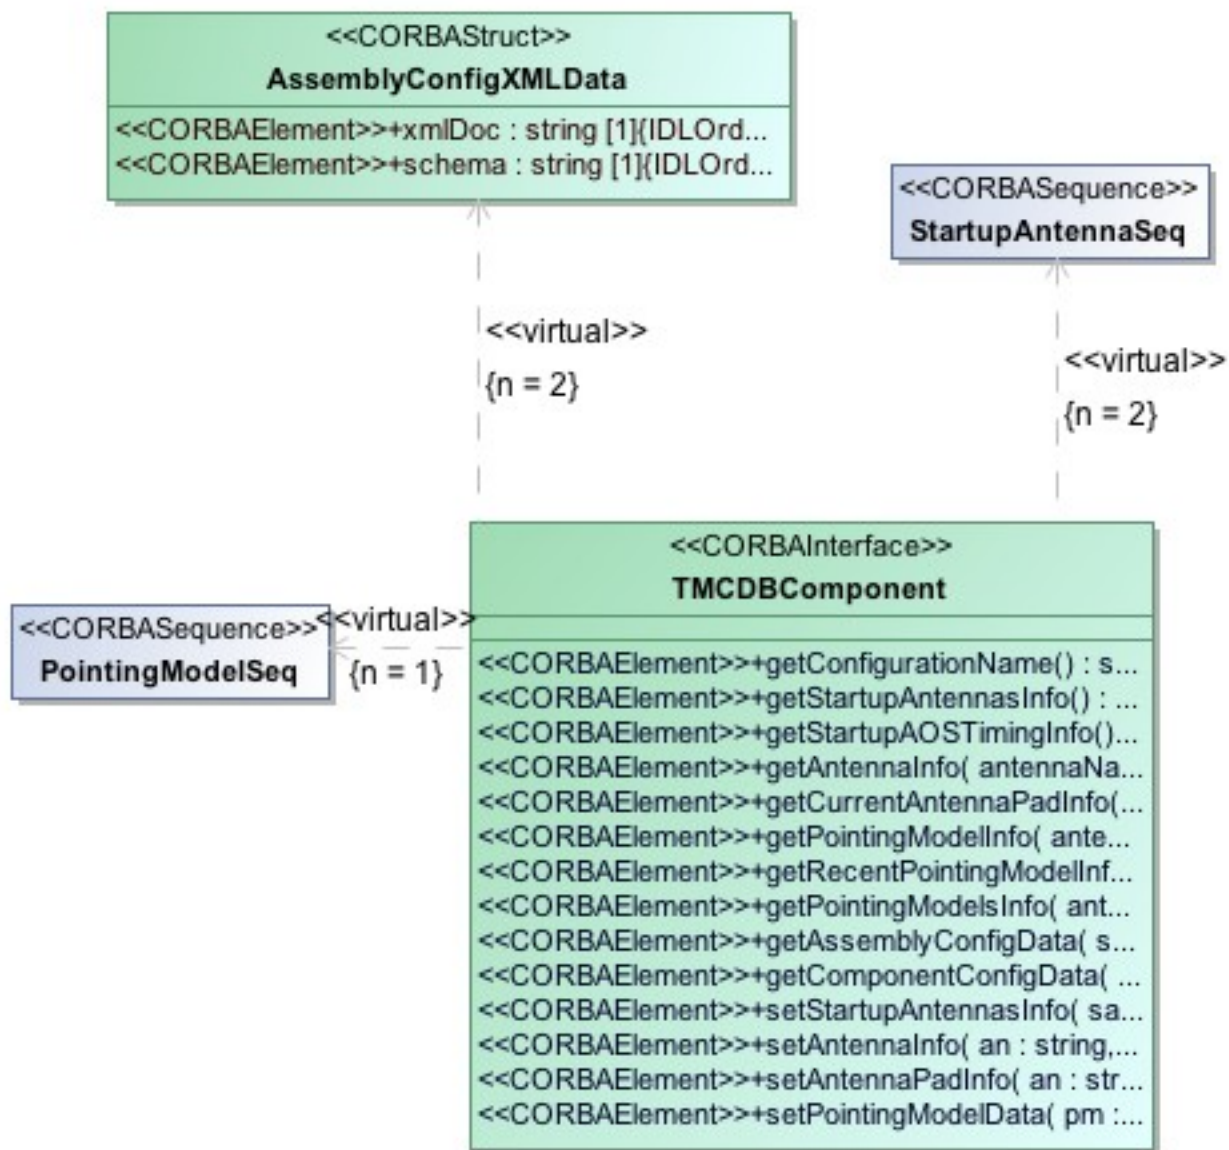 <<CORBAStruct>>
AssemblyConfigXMLData
<<CORBAElement>>+xmlDoc : string [1]{IDLOrd...
<<CORBAElement>>+schema : string [1]{IDLOrd...
<<CORBASequence>>
StartupAntennaSeq
<<virtual>>
{n = 2}
<<virtual>>
{n = 2}
<<CORBAInterface>>
TMCDBComponent
<<CORBASequence>>
PointingModelSeq
<<virtual>>
{n = 1}
<<CORBAElement>>+getConfigurationName() : s...
<<CORBAElement>>+getStartupAntennasInfo() : ...
<<CORBAElement>>+getStartupAOSTimingInfo()...
<<CORBAElement>>+getAntennaInfo( antennaNa...
<<CORBAElement>>+getCurrentAntennaPadInfo(...
<<CORBAElement>>+getPointingModelInfo( ante...
<<CORBAElement>>+getRecentPointingModelInf...
<<CORBAElement>>+getPointingModelsInfo( ant...
<<CORBAElement>>+getAssemblyConfigData( s...
<<CORBAElement>>+getComponentConfigData( ...
<<CORBAElement>>+setStartupAntennasInfo( sa...
<<CORBAElement>>+setAntennaInfo( an : string,...
<<CORBAElement>>+setAntennaPadInfo( an : str...
<<CORBAElement>>+setPointingModelData( pm :...